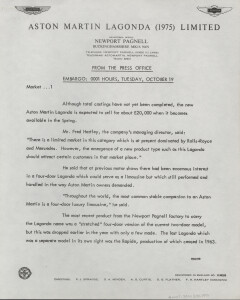 ASTON MARTIN LAGONDA (1975) LIMITED
NEWPORT PAGNELL
BUCKINGHAMSHIRE
FROM THE PRESS OFFICE
EMBARGO: 0001 HOURS, TUESDAY, OCTOBER 19
Market ...1
Although total costings have not yet been completed, the new
Aston Martin Lagonda is expected to sell for about £20,000 when it becomes
available in the Spring.
Mr. Fred Hartley, the company's managing director, said:
"There is a limited market in this category which is at present dominated by Rolls-Royce
and Mercedes. However, the emergence of a new product type such as this Lagonda
should attract certain customers in that market place."
He said that at previous motor shows there had been enormous interest
in a four-door Lagonda which could serve as a limousine but which still performed and
handled in the way Aston Martin owners demanded.
"Throughout the world, the most common stable companion to an Aston
Martin is a four-door luxury limousine," he said.
The most recent product from the Newport Pagnell factory to carry
the Lagonda name was a "stretched" four-door version of the current two-door model,
but this was dropped earlier in the year with only a few made. The last Lagonda which
was a separate model in its own right was the Rapide, production of which ceased in 1965.